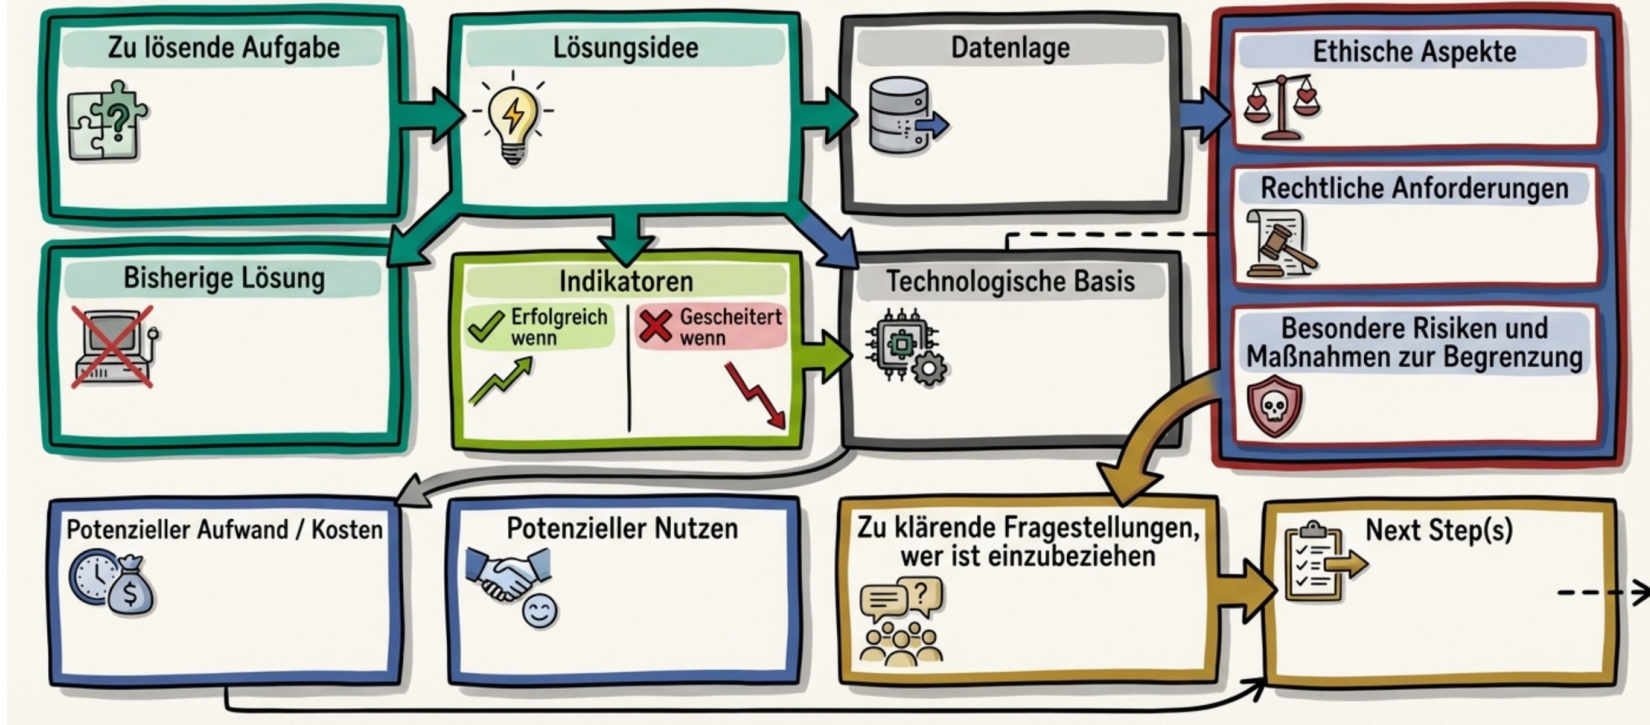 Zu lösende Aufgabe
Lösungsidee
Datenlage
Ethische Aspekte
Rechtliche Anforderungen
Besondere Risiken und
Maßnahmen zur Begrenzung
Bisherige Lösung
Indikatoren
Erfolgreich
wenn
Gescheitert
wenn
Technologische Basis
Potenzieller Aufwand / Kosten
$
Potenzieller Nutzen
Zu klärende Fragestellungen,
wer ist einzubeziehen
Next Step(s)